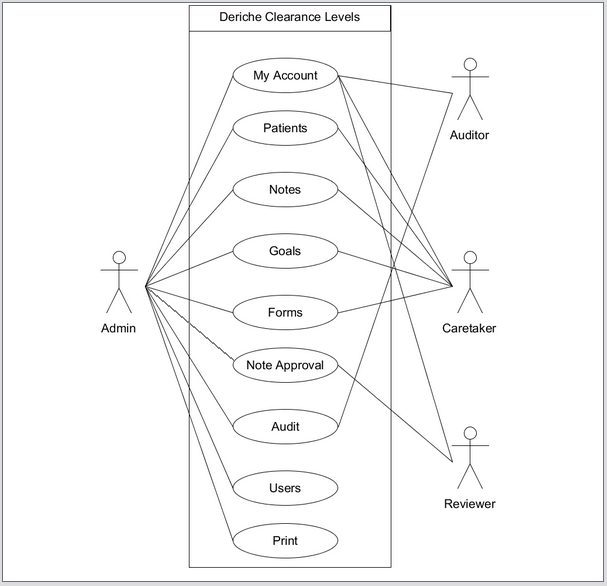 Deriche Clearance Levels
My Account
Patients
Notes
Goals
Forms
Note Approval
Audit
Users
Print
Admin
Auditor
Caretaker
Reviewer